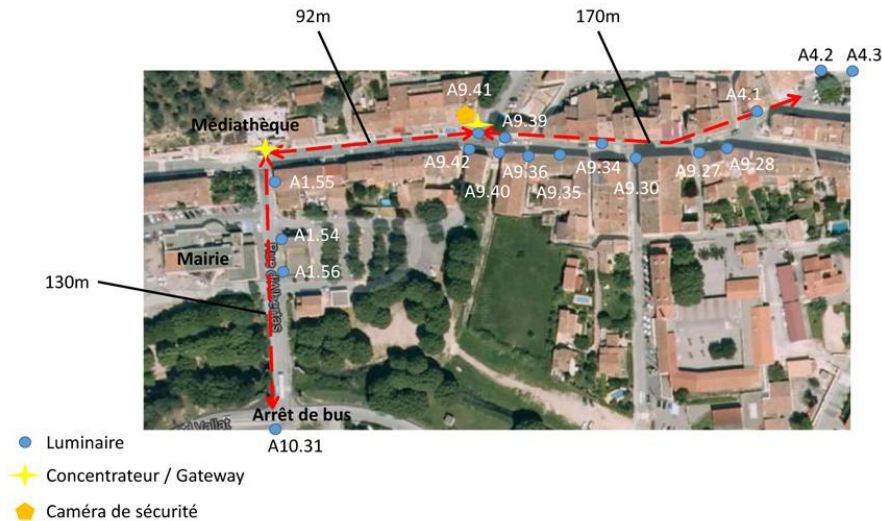 92m
170m
A4.2
A4.3
A9.41
A4.1
Médiathèque
A9.39
A9.42
A9.40
A9.36
A9.35
A9.34
A9.30
A9.27
A9.28
A1.55
A1.54
Mairie
A1.56
130m
Arrêt de bus
Vallat
A10.31
Luminaire
Concentrateur / Gateway
Caméra de sécurité